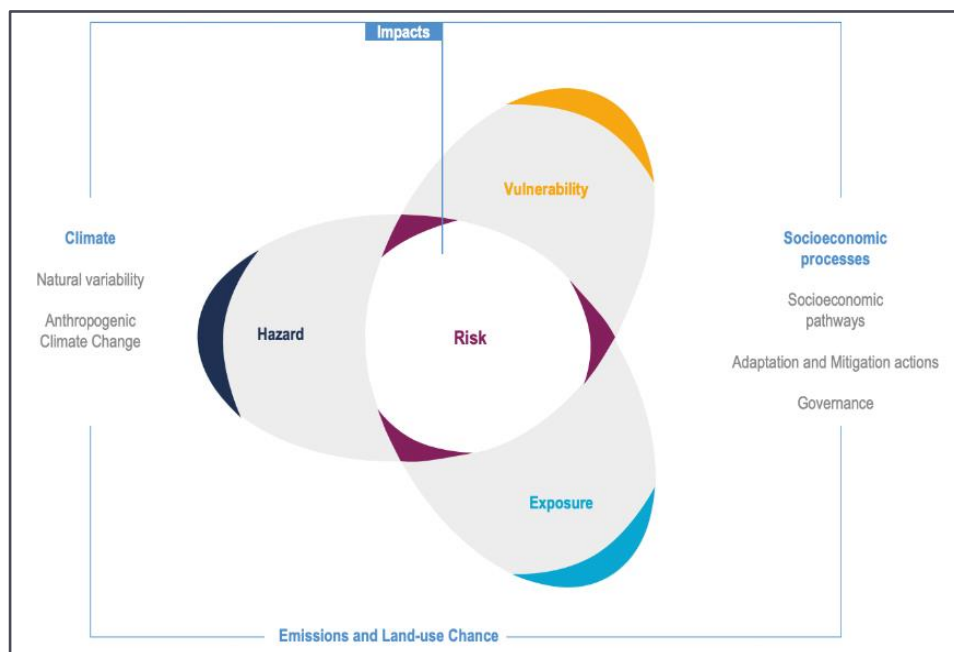 Impacts
Vulnerability
Climate
Natural variability
Anthropogenic
Climate Change
Hazard
Risk
Socioeconomic
processes
Socioeconomic
pathways
Adaptation and Mitigation actions
Governance
Exposure
Emissions and Land-use Chance